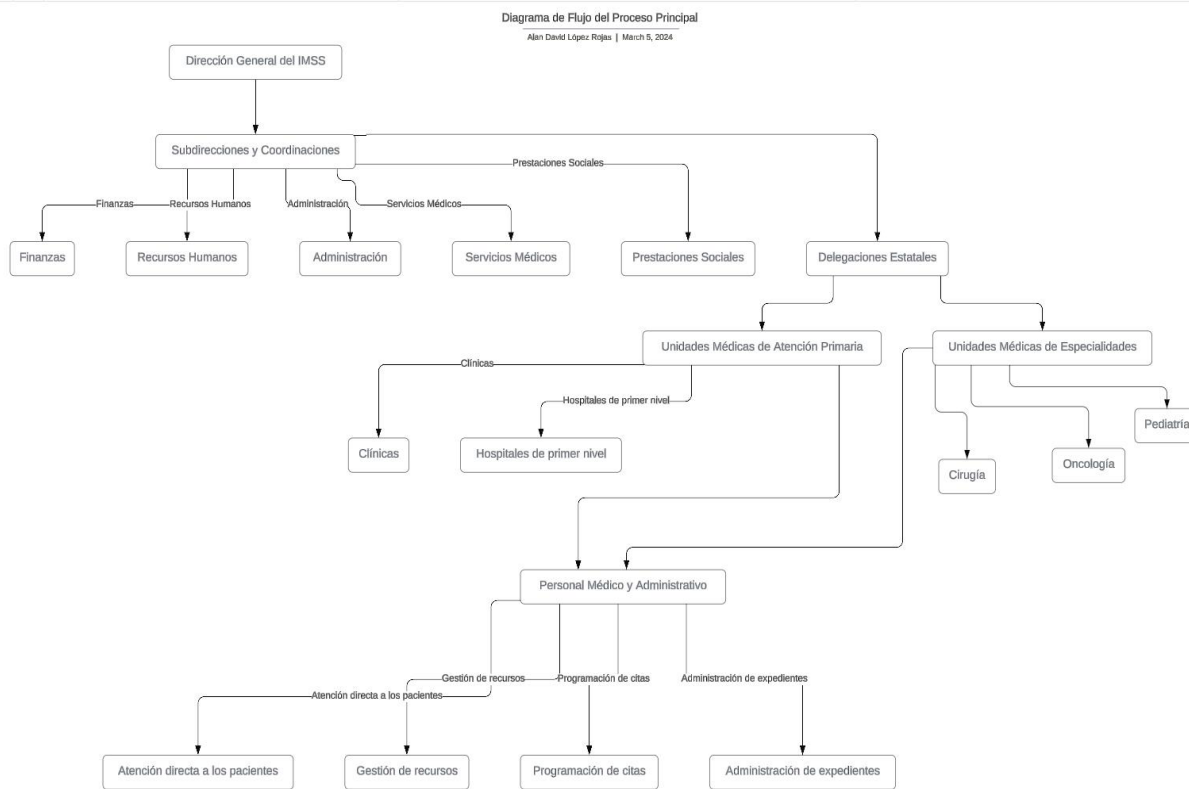 Diagrama de Flujo del Proceso Principal
Alan David López Rojas | March 5, 2024
Dirección General del IMSS
Subdirecciones y Coordinaciones
Prestaciones Sociales
Finanzas
Recursos Humanos
Administración
Servicios Médicos
Finanzas
Recursos Humanos
Administración
Servicios Médicos
Prestaciones Sociales
Delegaciones Estatales
Unidades Médicas de Atención Primaria
Unidades Médicas de Especialidades
Clínicas
Hospitales de primer nivel
Pediatría
Clínicas
Hospitales de primer nivel
Oncología
Cirugía
Personal Médico y Administrativo
Gestión de recursos
Programación de citas
Administración de expedientes
Atención directa a los pacientes
Atención directa a los pacientes
Gestión de recursos
Programación de citas
Administración de expedientes